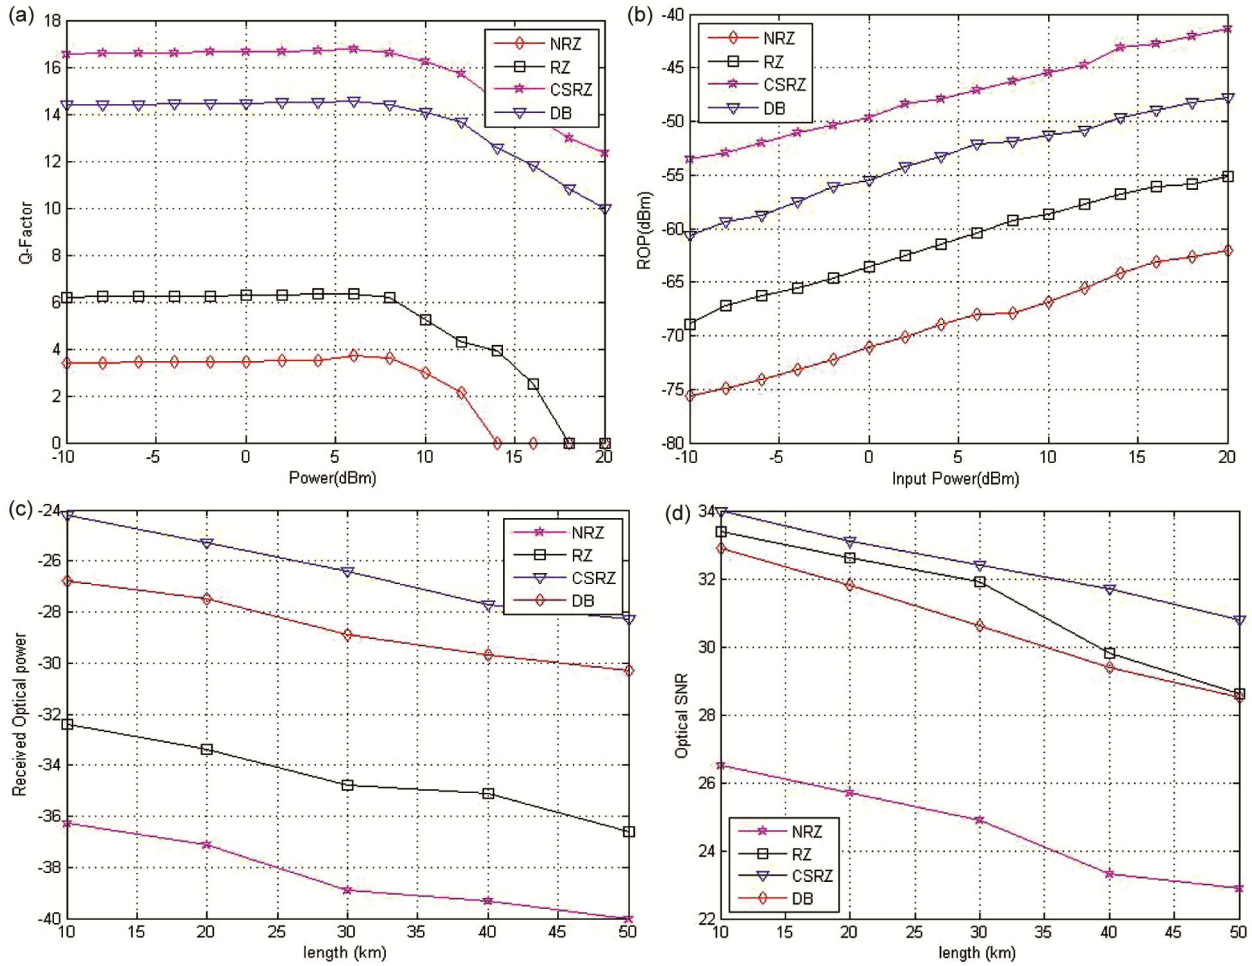 (a)
18
16
14
12
10
8
6
4
2
0
Q-Factor
-10 -5 0 5 10 15 20
Power(dBm)
NRZ
RZ
CSRZ
DB
(b)
-40
-45
-50
-55
-60
-65
-70
-75
-80
ROP(dBm)
-10 -5 0 5 10 15 20
Input Power(dBm)
NRZ
RZ
CSRZ
DB
(c)
-24
-26
-28
-30
-32
-34
-36
-38
-40
Received Optical power
10 15 20 25 30 35 40 45 50
length (km)
NRZ
RZ
CSRZ
DB
(d)
34
32
30
28
26
24
22
Optical SNR
10 15 20 25 30 35 40 45 50
length (km)
NRZ
RZ
CSRZ
DB